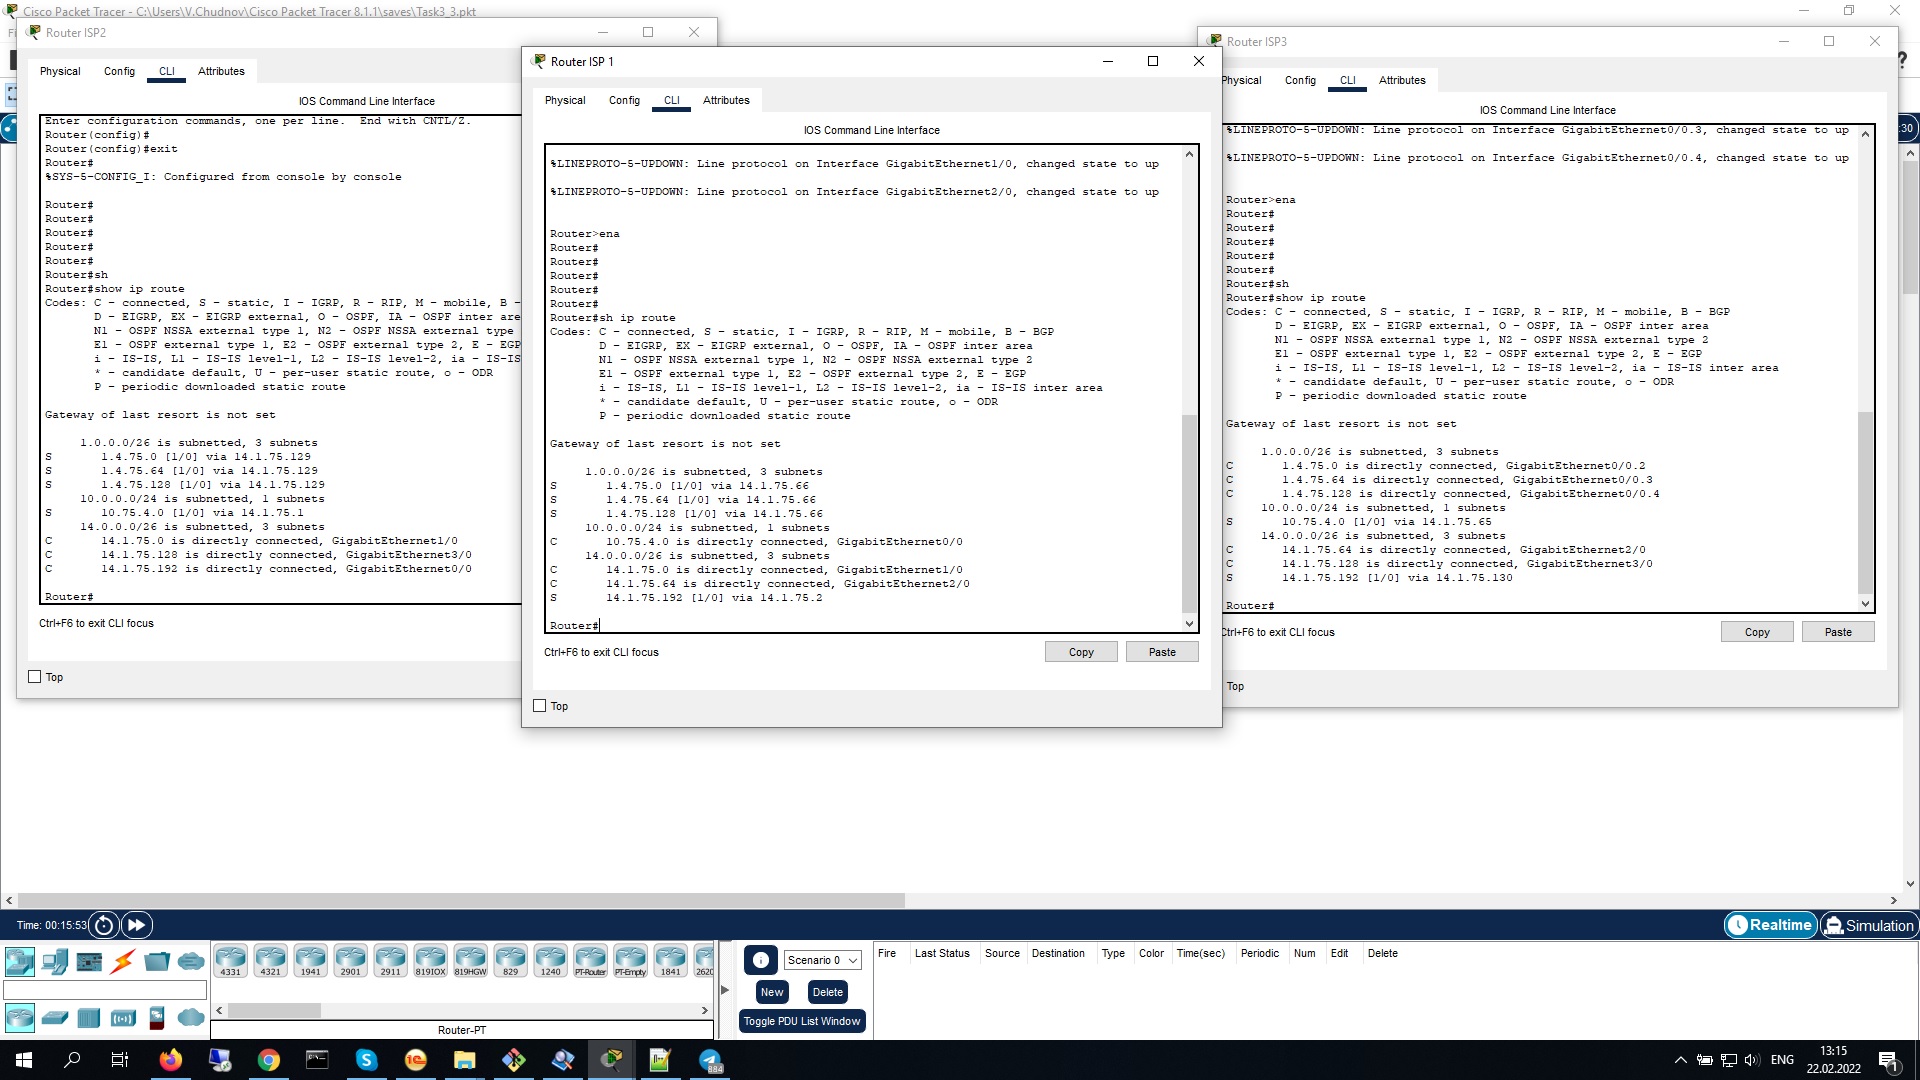 Cisco Packet Tracer - C:\Users\V.Chudnov\Cisco Packet Tracer 8.1.1\saves\Task3_3.pkt
Router ISP2
Physical Config CLI Attributes
IOS Command Line Interface
Enter configuration commands, one per line. End with CNTL/Z.
Router(config)#
Router(config)#exit
Router#
%SYS-5-CONFIG_I: Configured from console by console
Router#
Router#
Router#
Router#
Router#
Router#sh
Router#show ip route
Codes: C - connected, S - static, I - IGRP, R - RIP, M - mobile, B -
D - EIGRP, EX - EIGRP external, O - OSPF, IA - OSPF inter are
N1 - OSPF NSSA external type 1, N2 - OSPF NSSA external type
E1 - OSPF external type 1, E2 - OSPF external type 2, E - EGP
i - IS-IS, L1 - IS-IS level-1, L2 - IS-IS level-2, ia - IS-IS
* - candidate default, U - per-user static route, o - ODR
P - periodic downloaded static route
Gateway of last resort is not set
1.0.0.0/26 is subnetted, 3 subnets
S 1.4.75.0 [1/0] via 14.1.75.129
S 1.4.75.64 [1/0] via 14.1.75.129
S 1.4.75.128 [1/0] via 14.1.75.129
10.0.0.0/24 is subnetted, 1 subnets
S 10.75.4.0 [1/0] via 14.1.75.1
14.0.0.0/26 is subnetted, 3 subnets
C 14.1.75.0 is directly connected, GigabitEthernet1/0
C 14.1.75.128 is directly connected, GigabitEthernet3/0
C 14.1.75.192 is directly connected, GigabitEthernet0/0
Router#
Ctrl+F6 to exit CLI focus
Top
Router ISP 1
Physical Config CLI Attributes
IOS Command Line Interface
%LINEPROTO-5-UPDOWN: Line protocol on Interface GigabitEthernet1/0, changed state to up
%LINEPROTO-5-UPDOWN: Line protocol on Interface GigabitEthernet2/0, changed state to up
Router>ena
Router#
Router#
Router#
Router#
Router#
Router#sh ip route
Codes: C - connected, S - static, I - IGRP, R - RIP, M - mobile, B - BGP
D - EIGRP, EX - EIGRP external, O - OSPF, IA - OSPF inter area
N1 - OSPF NSSA external type 1, N2 - OSPF NSSA external type 2
E1 - OSPF external type 1, E2 - OSPF external type 2, E - EGP
i - IS-IS, L1 - IS-IS level-1, L2 - IS-IS level-2, ia - IS-IS inter area
* - candidate default, U - per-user static route, o - ODR
P - periodic downloaded static route
Gateway of last resort is not set
1.0.0.0/26 is subnetted, 3 subnets
S 1.4.75.0 [1/0] via 14.1.75.66
S 1.4.75.64 [1/0] via 14.1.75.66
S 1.4.75.128 [1/0] via 14.1.75.66
10.0.0.0/24 is subnetted, 1 subnets
C 10.75.4.0 is directly connected, GigabitEthernet0/0
14.0.0.0/26 is subnetted, 3 subnets
C 14.1.75.0 is directly connected, GigabitEthernet1/0
C 14.1.75.64 is directly connected, GigabitEthernet2/0
S 14.1.75.192 [1/0] via 14.1.75.2
Router#
Ctrl+F6 to exit CLI focus
Copy Paste
Top
Router ISP3
Physical Config CLI Attributes
IOS Command Line Interface
%LINEPROTO-5-UPDOWN: Line protocol on Interface GigabitEthernet0/0.3, changed state to up
%LINEPROTO-5-UPDOWN: Line protocol on Interface GigabitEthernet0/0.4, changed state to up
Router>ena
Router#
Router#
Router#
Router#
Router#
Router#sh
Router#show ip route
Codes: C - connected, S - static, I - IGRP, R - RIP, M - mobile, B - BGP
D - EIGRP, EX - EIGRP external, O - OSPF, IA - OSPF inter area
N1 - OSPF NSSA external type 1, N2 - OSPF NSSA external type 2
E1 - OSPF external type 1, E2 - OSPF external type 2, E - EGP
i - IS-IS, L1 - IS-IS level-1, L2 - IS-IS level-2, ia - IS-IS inter area
* - candidate default, U - per-user static route, o - ODR
P - periodic downloaded static route
Gateway of last resort is not set
1.0.0.0/26 is subnetted, 3 subnets
C 1.4.75.0 is directly connected, GigabitEthernet0/0.2
C 1.4.75.64 is directly connected, GigabitEthernet0/0.3
C 1.4.75.128 is directly connected, GigabitEthernet0/0.4
10.0.0.0/24 is subnetted, 1 subnets
S 10.75.4.0 [1/0] via 14.1.75.65
14.0.0.0/26 is subnetted, 3 subnets
C 14.1.75.64 is directly connected, GigabitEthernet2/0
C 14.1.75.128 is directly connected, GigabitEthernet3/0
S 14.1.75.192 [1/0] via 14.1.75.130
Router#
Ctrl+F6 to exit CLI focus
Copy Paste
Top
:30
Time: 00:15:53
Realtime Simulation
4331 4321 1941 2901 2911 819IOX 819HGW 829 1240 PT-Router PT-Empty 1841 2620
Router-PT
Scenario 0
New Delete
Toggle PDU List Window
Fire Last Status Source Destination Type Color Time(sec) Periodic Num Edit Delete
884
ENG
13:15
22.02.2022
1